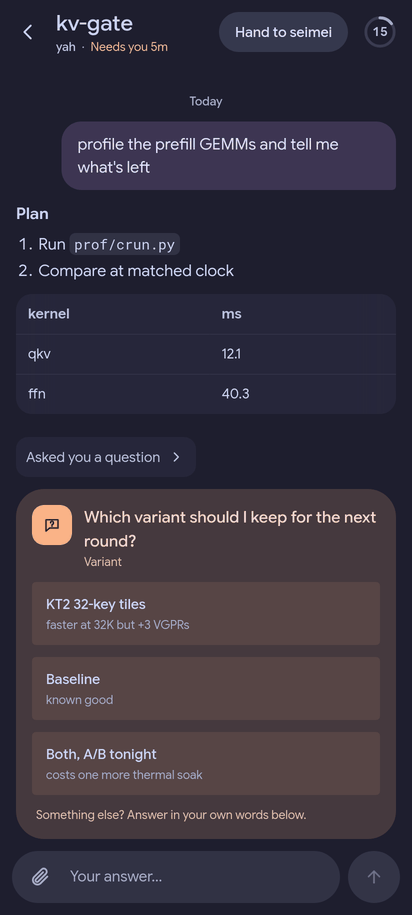 kv-gate
yah · Needs you 5m
Hand to seimei
15
Today
profile the prefill GEMMs and tell me
what's left
Plan
1. Run prof/crun.py
2. Compare at matched clock
kernel ms
qkv 12.1
ffn 40.3
Asked you a question
Which variant should I keep for the next
round?
Variant
KT2 32-key tiles
faster at 32K but +3 VGPRs
Baseline
known good
Both, A/B tonight
costs one more thermal soak
Something else? Answer in your own words below.
Your answer...